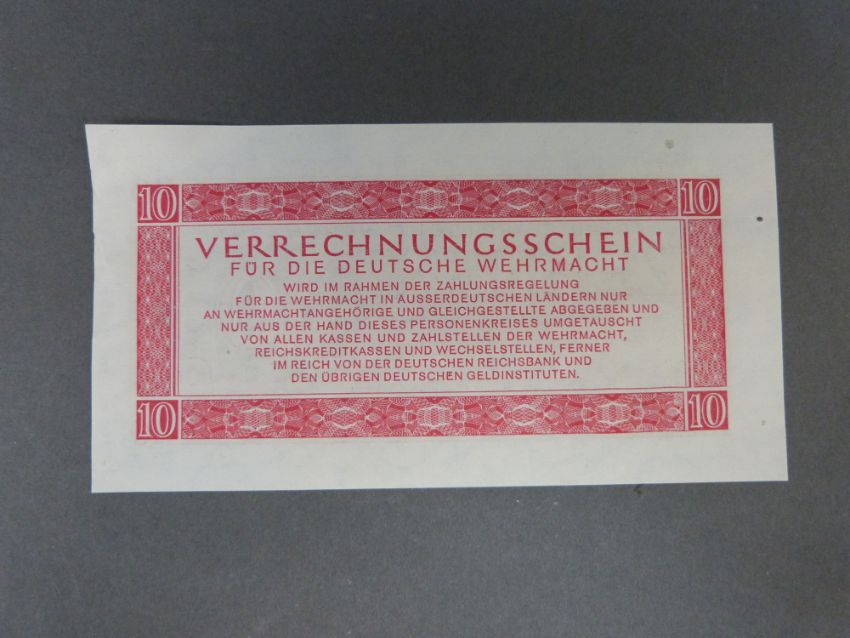 10 10
VERRECHNUNGSSCHEIN
FÜR DIE DEUTSCHE WEHRMACHT
WIRD IM RAHMEN DER ZAHLUNGSREGELUNG
FÜR DIE WEHRMACHT IN AUSSERDEUTSCHEN LÄNDERN NUR
AN WEHRMACHTANGEHÖRIGE UND GLEICHGESTELLTE ABGEGEBEN UND
NUR AUS DER HAND DIESES PERSONENKREISES UMGETAUSCHT
VON ALLEN KASSEN UND ZAHLSTELLEN DER WEHRMACHT,
REICHSKREDITKASSEN UND WECHSELSTELLEN, FERNER
IM REICH VON DER DEUTSCHEN REICHSBANK UND
DEN ÜBRIGEN DEUTSCHEN GELDINSTITUTEN.
10 10